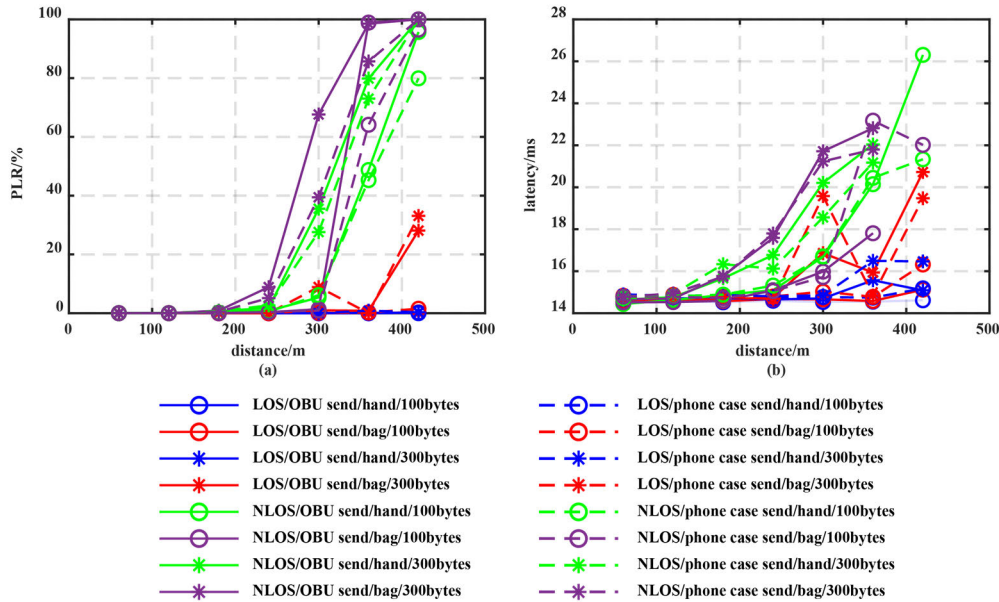 100
80
60
40
20
0
PLR/%
0 100 200 300 400 500
distance/m
(a)
28
26
24
22
20
18
16
14
latency/ms
0 100 200 300 400 500
distance/m
(b)
LOS/OBU send/hand/100bytes
LOS/OBU send/bag/100bytes
LOS/OBU send/hand/300bytes
LOS/OBU send/bag/300bytes
NLOS/OBU send/hand/100bytes
NLOS/OBU send/bag/100bytes
NLOS/OBU send/hand/300bytes
NLOS/OBU send/bag/300bytes
LOS/phone case send/hand/100bytes
LOS/phone case send/bag/100bytes
LOS/phone case send/hand/300bytes
LOS/phone case send/bag/300bytes
NLOS/phone case send/hand/100bytes
NLOS/phone case send/bag/100bytes
NLOS/phone case send/hand/300bytes
NLOS/phone case send/bag/300bytes